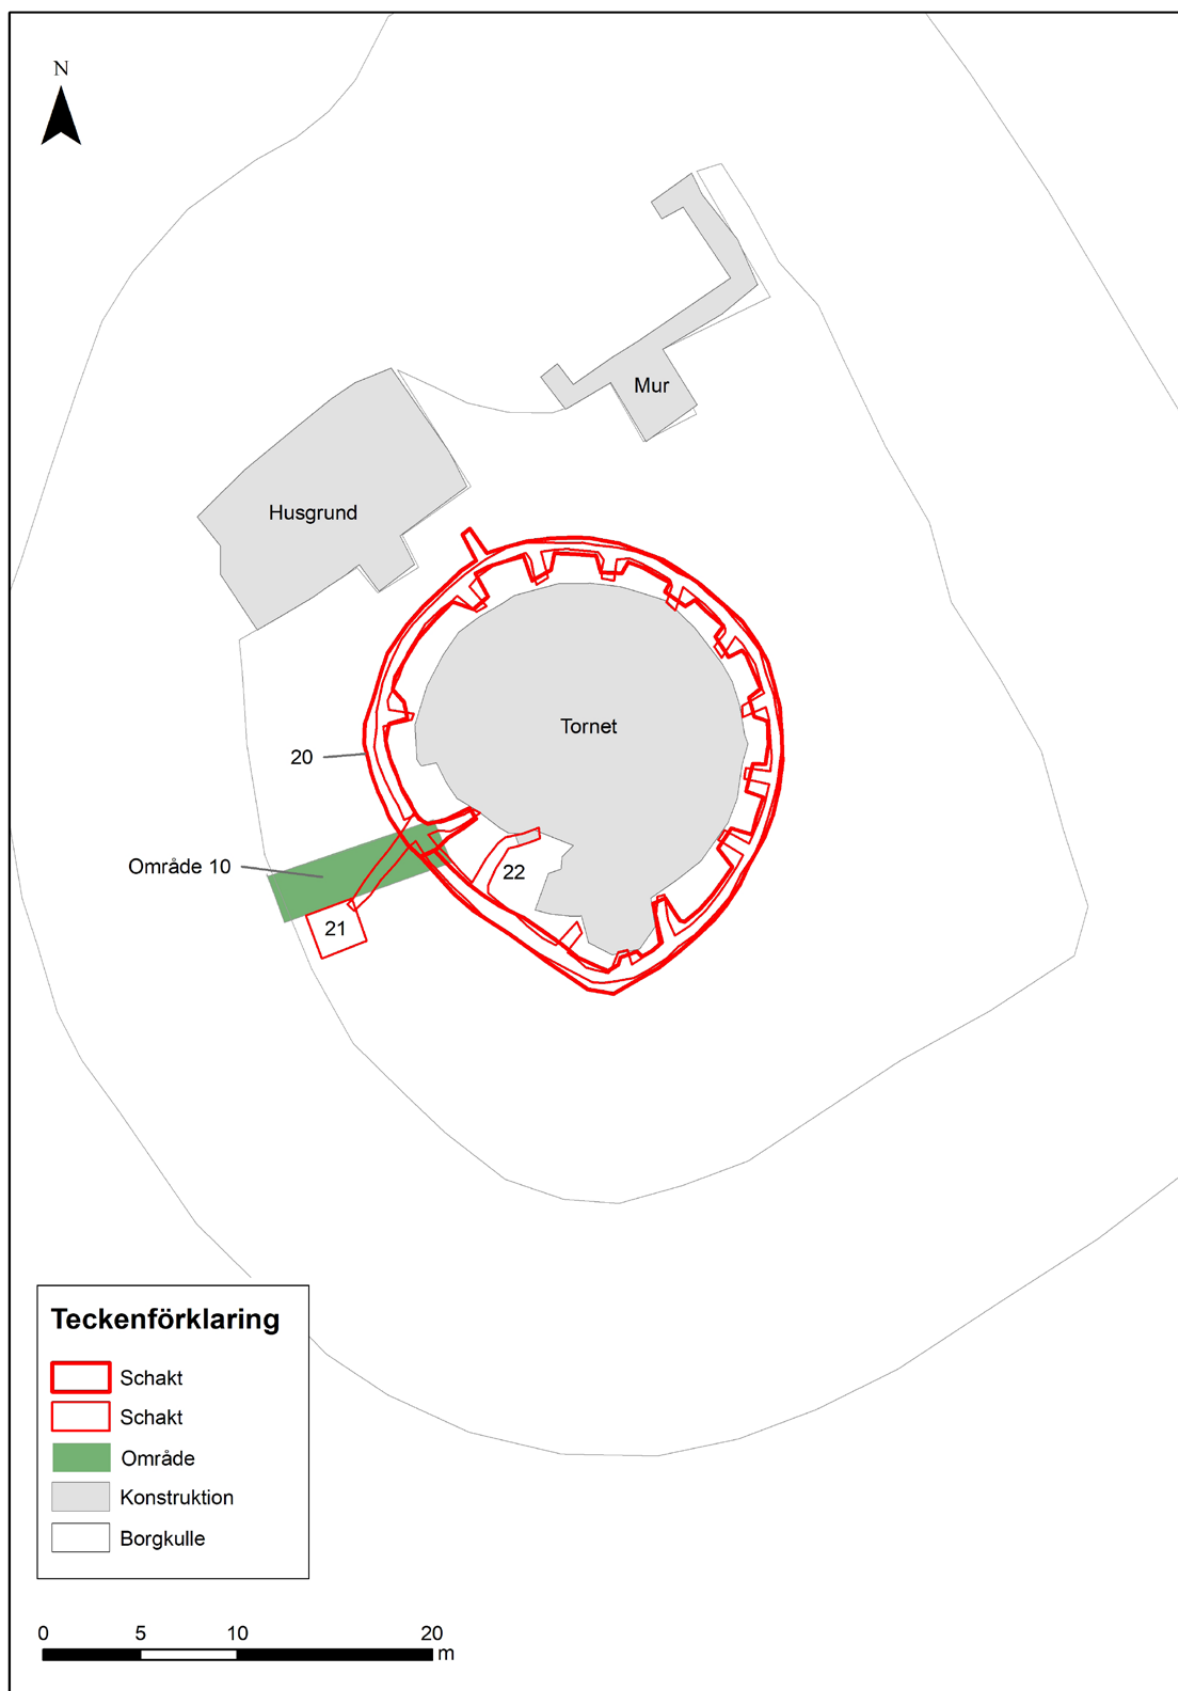 N
Mur
Husgrund
Tornet
20
Område 10
22
21
Teckenförklaring
Schakt
Schakt
Område
Konstruktion
Borgkulle
0 5 10 20
m